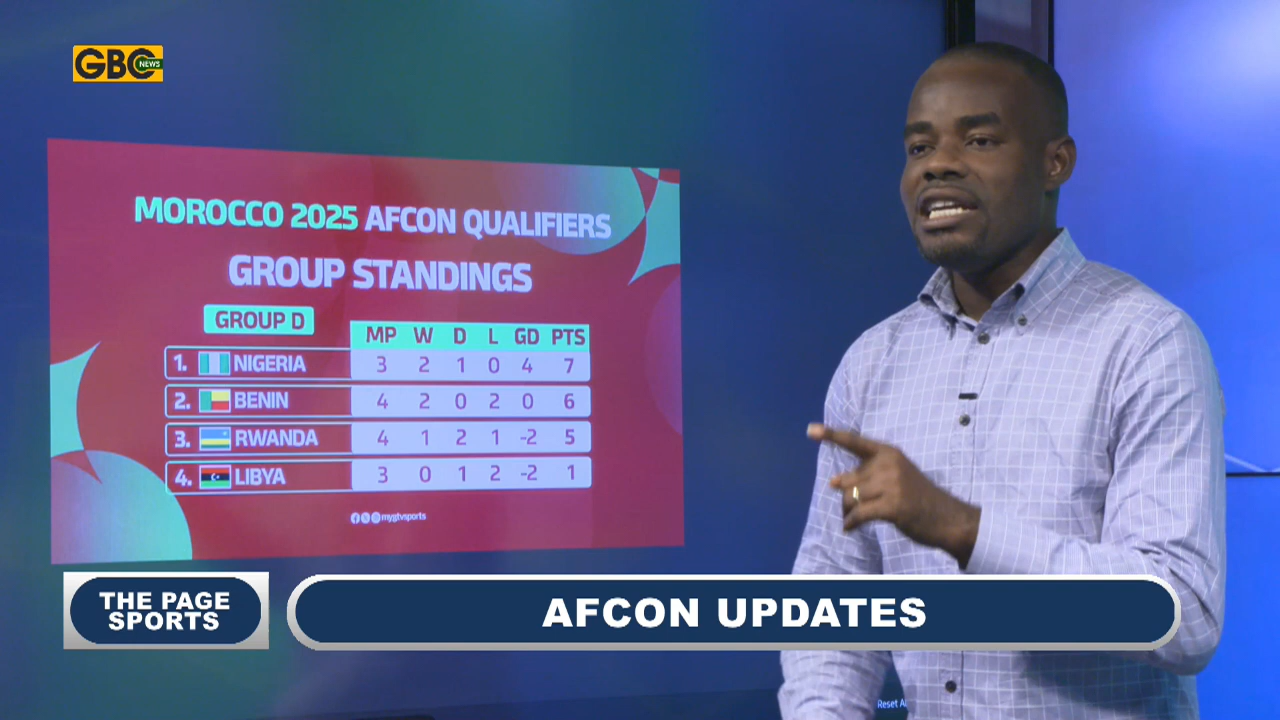 GBC
NEWS
MOROCCO 2025 AFCON QUALIFIERS
GROUP STANDINGS
GROUP D
MP W D L GD PTS
1. NIGERIA 3 2 1 0 4 7
2. BENIN 4 2 0 2 0 6
3. RWANDA 4 1 2 1 -2 5
4. LIBYA 3 0 1 2 -2 1
mygtvsports
THE PAGE
SPORTS
AFCON UPDATES
Reset